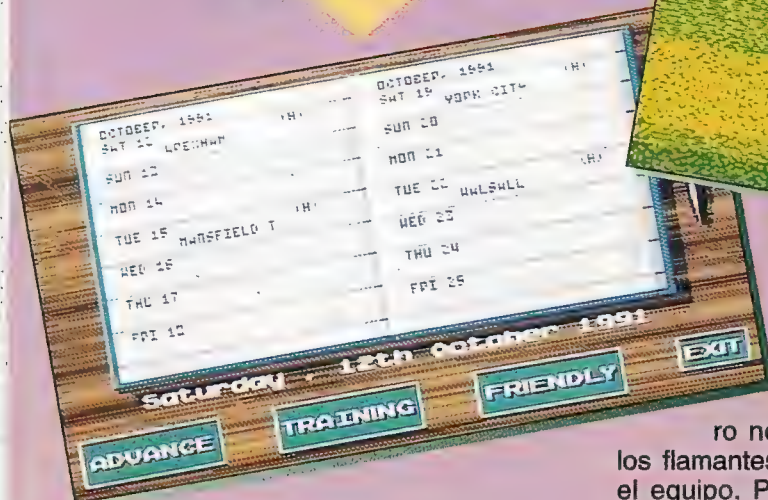 OCTOBER, 1991
SAT 12 WREXHAM (H)
SUN 13
MON 14
TUE 15 MANSFIELD T (H)
WED 16
THU 17
FRI 18
OCTOBER, 1991
SAT 19 YORK CITY (H)
SUN 20
MON 21
TUE 22 WALSALL (H)
WED 23
THU 24
FRI 25
Saturday , 12th October 1991
ADVANCE
TRAINING
FRIENDLY
EXIT
ro ne
los flamantes
el equipo. P